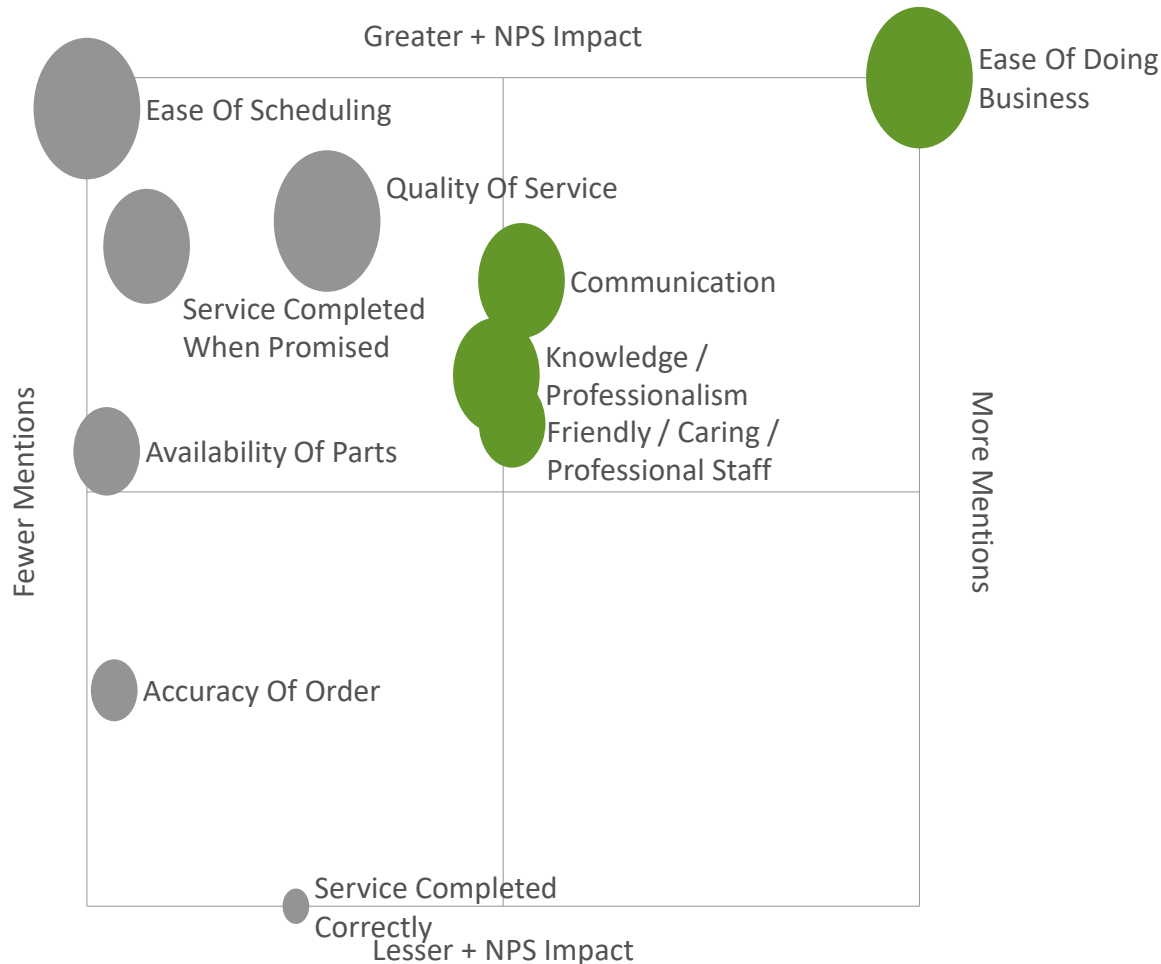 Greater + NPS Impact
Ease Of Doing
Business
Ease Of Scheduling
Quality Of Service
Communication
Service Completed
When Promised
Knowledge /
Professionalism
Friendly / Caring /
Professional Staff
Availability Of Parts
Fewer Mentions
More Mentions
Accuracy Of Order
Service Completed
Correctly
Lesser + NPS Impact